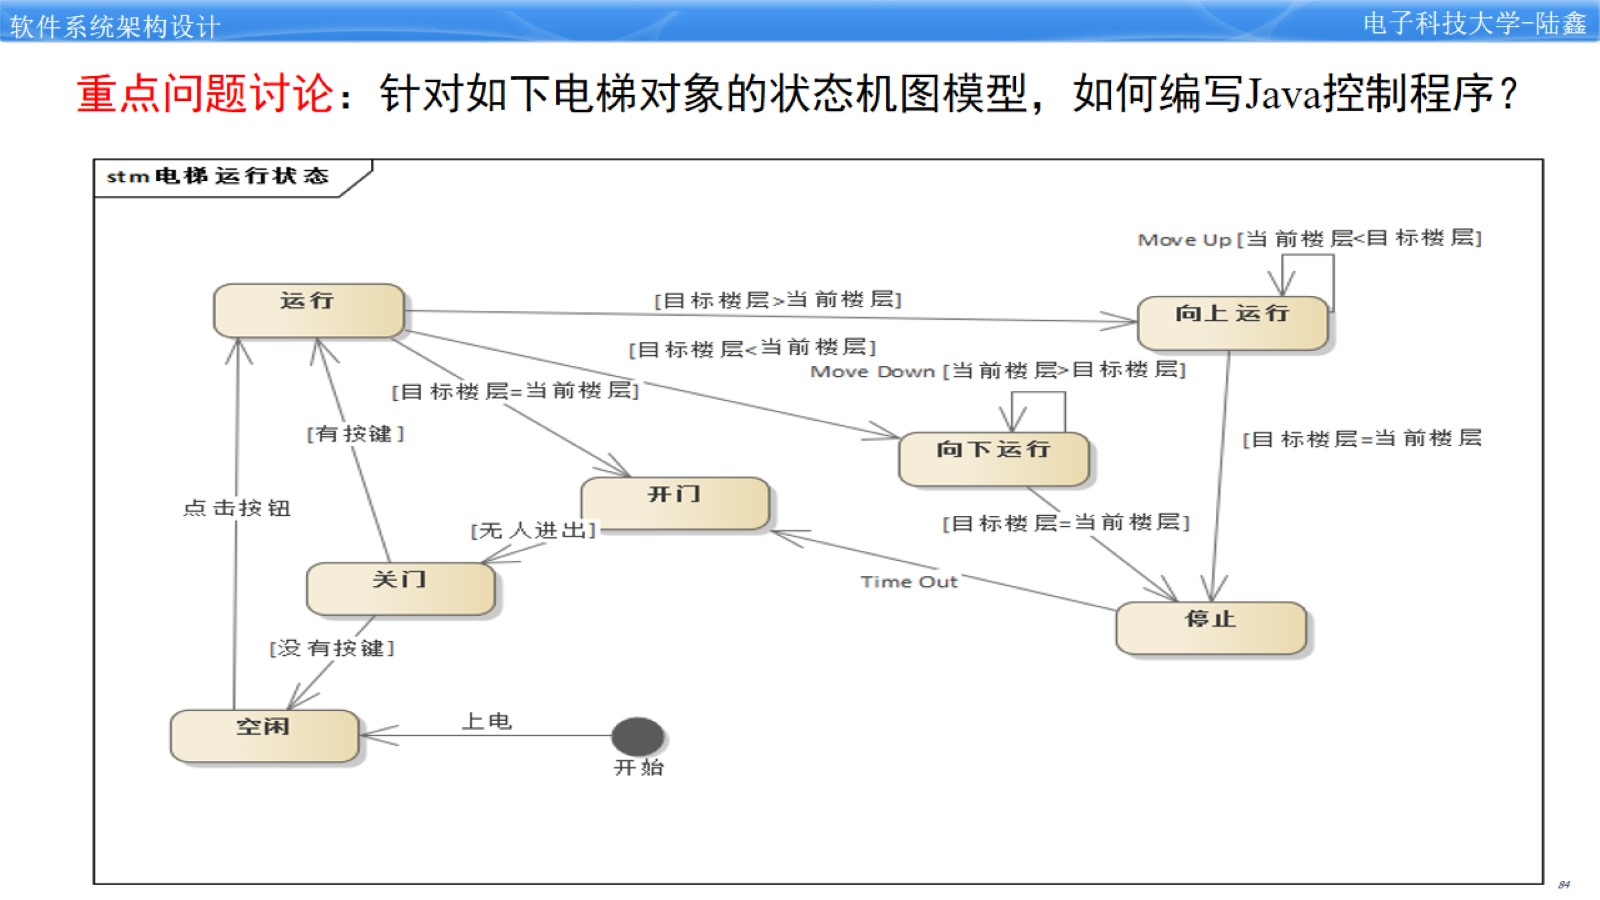 软件系统架构设计
电子科技大学-陆鑫
重点问题讨论：针对如下电梯对象的状态机图模型，如何编写Java控制程序？
stm 电梯运行状态
Move Up [当前楼层<目标楼层]
运行
[目标楼层>当前楼层]
向上运行
[目标楼层<当前楼层]
Move Down [当前楼层>目标楼层]
[目标楼层=当前楼层]
[有按键]
向下运行
[目标楼层=当前楼层
开门
点击按钮
[无人进出]
[目标楼层=当前楼层]
关门
Time Out
停止
[没有按键]
空闲
上电
开始
84